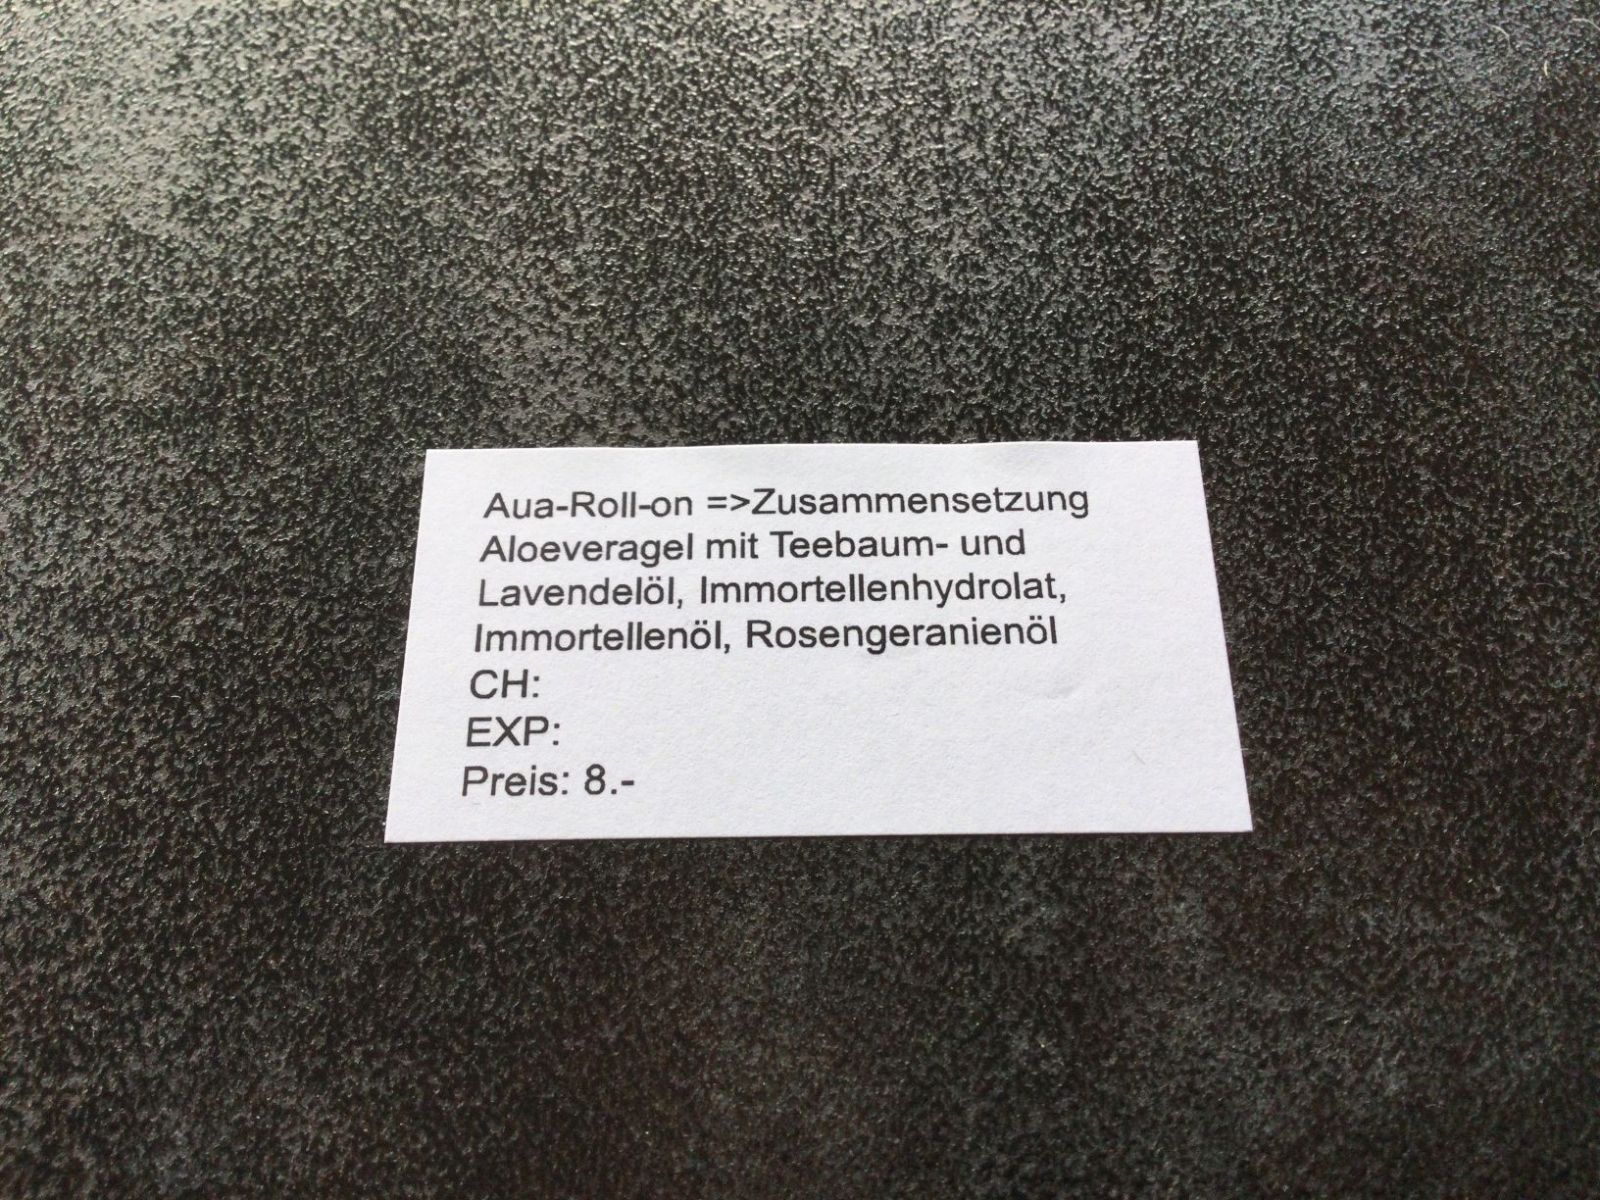 Aua-Roll-on =>Zusammensetzung
Aloeveragel mit Teebaum- und
Lavendelöl, Immortellenhydrolat,
Immortellenöl, Rosengeranienöl
CH:
EXP:
Preis: 8.-